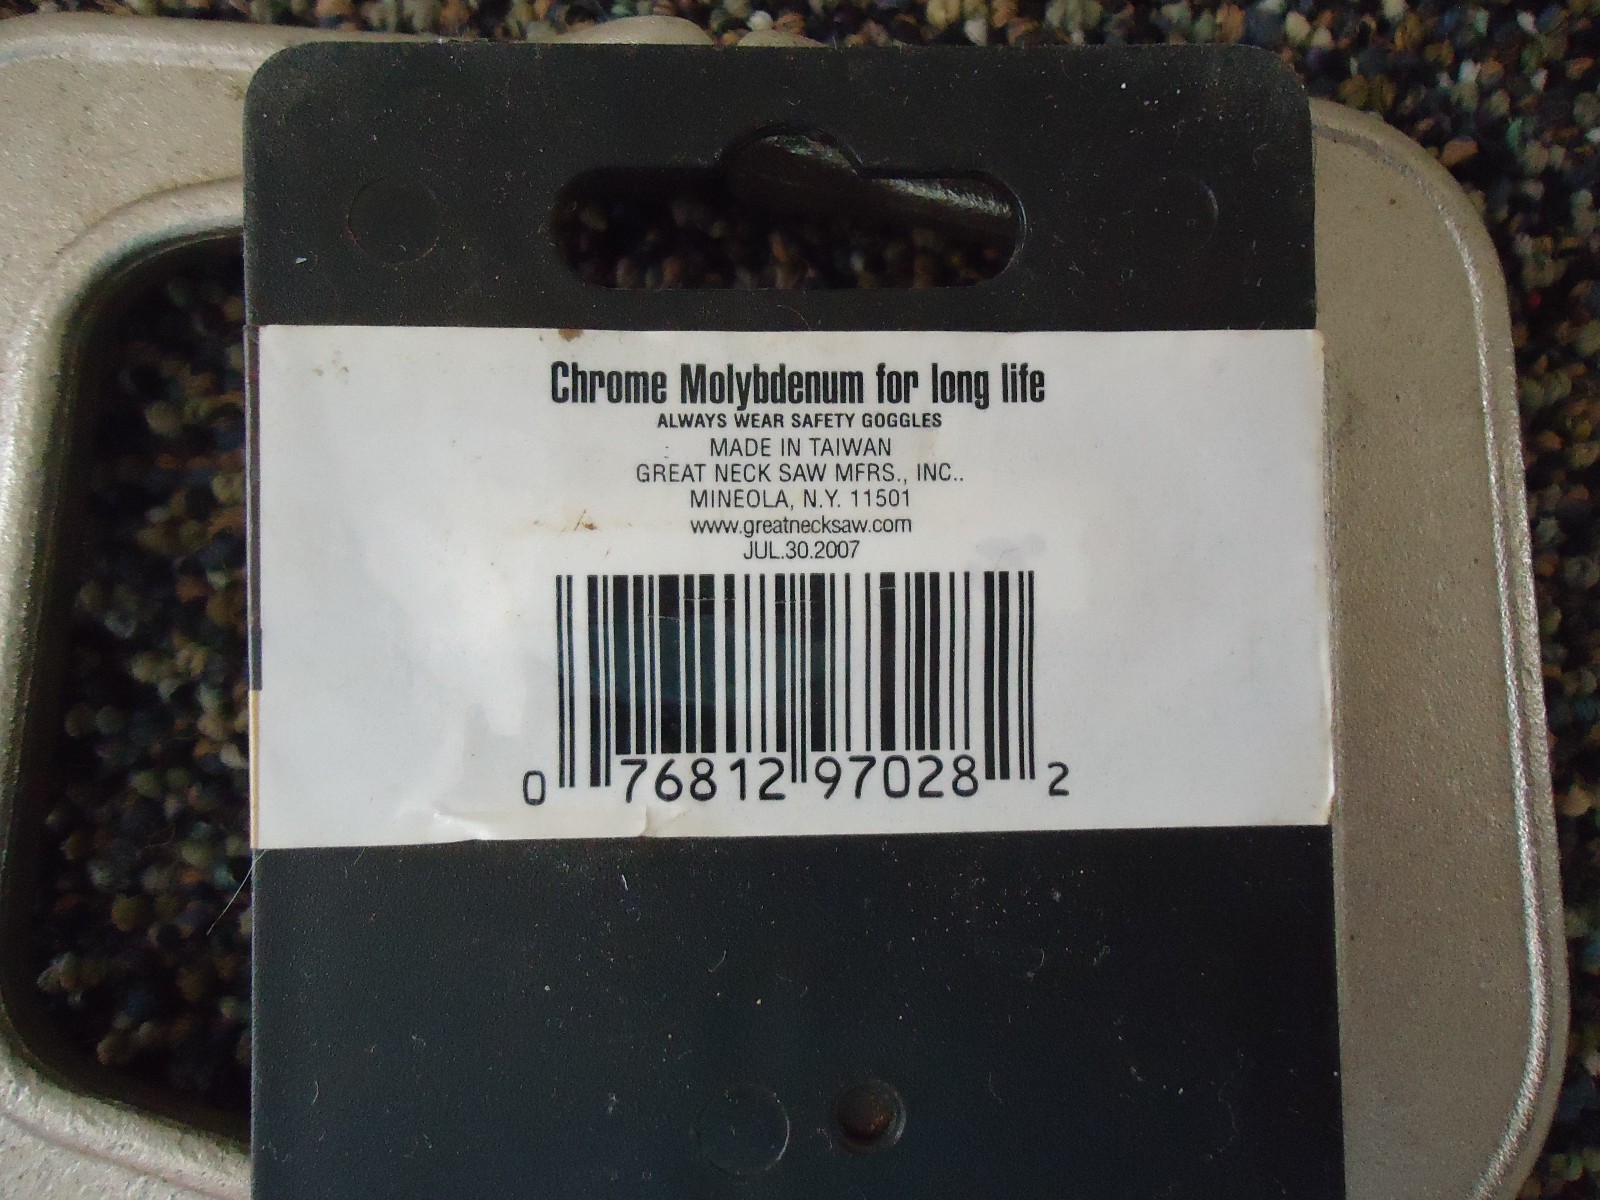 Chrome Molybdenum for long life
ALWAYS WEAR SAFETY GOGGLES
MADE IN TAIWAN
GREAT NECK SAW MFRS., INC..
MINEOLA, N.Y. 11501
www.greatnecksaw.com
JUL.30.2007
0 76812 97028 2